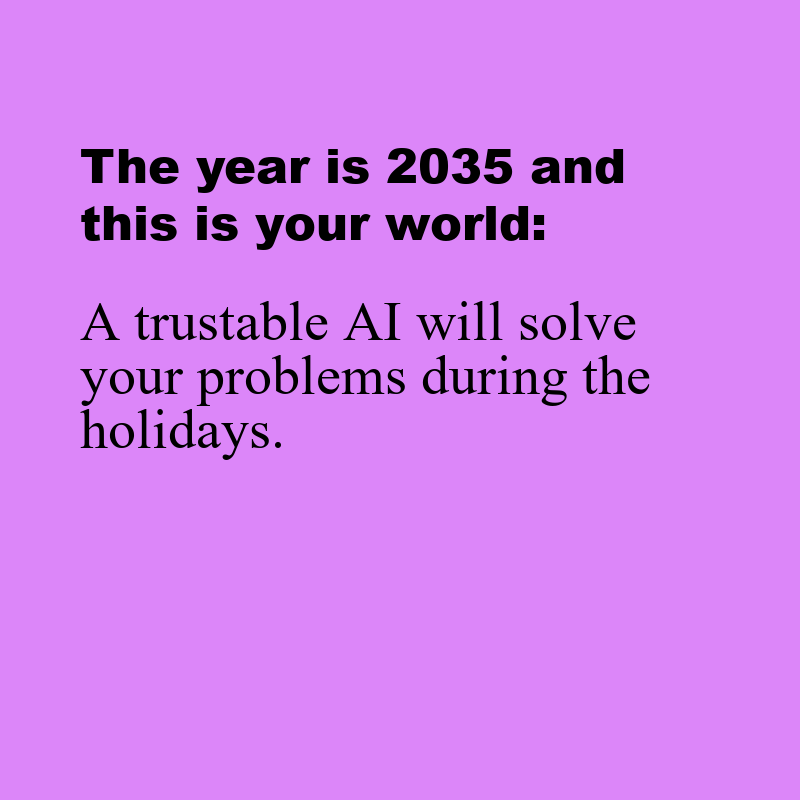 The year is 2035 and
this is your world:
A trustable AI will solve
your problems during the
holidays.